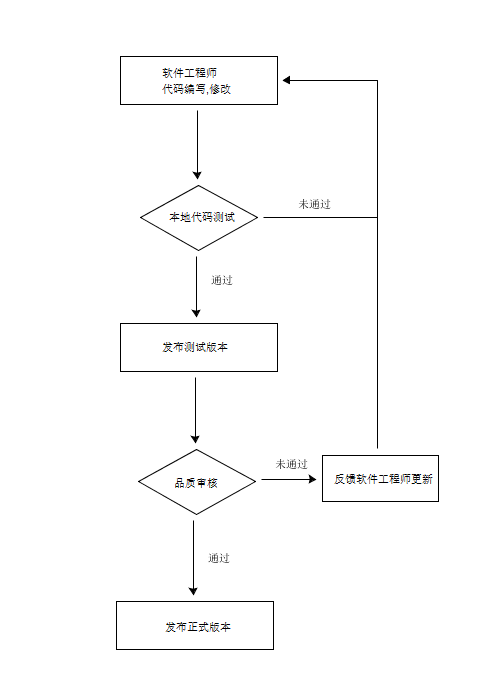 软件工程师
代码编写,修改
本地代码测试
未通过
通过
发布测试版本
未通过
品质审核
反馈软件工程师更新
通过
发布正式版本